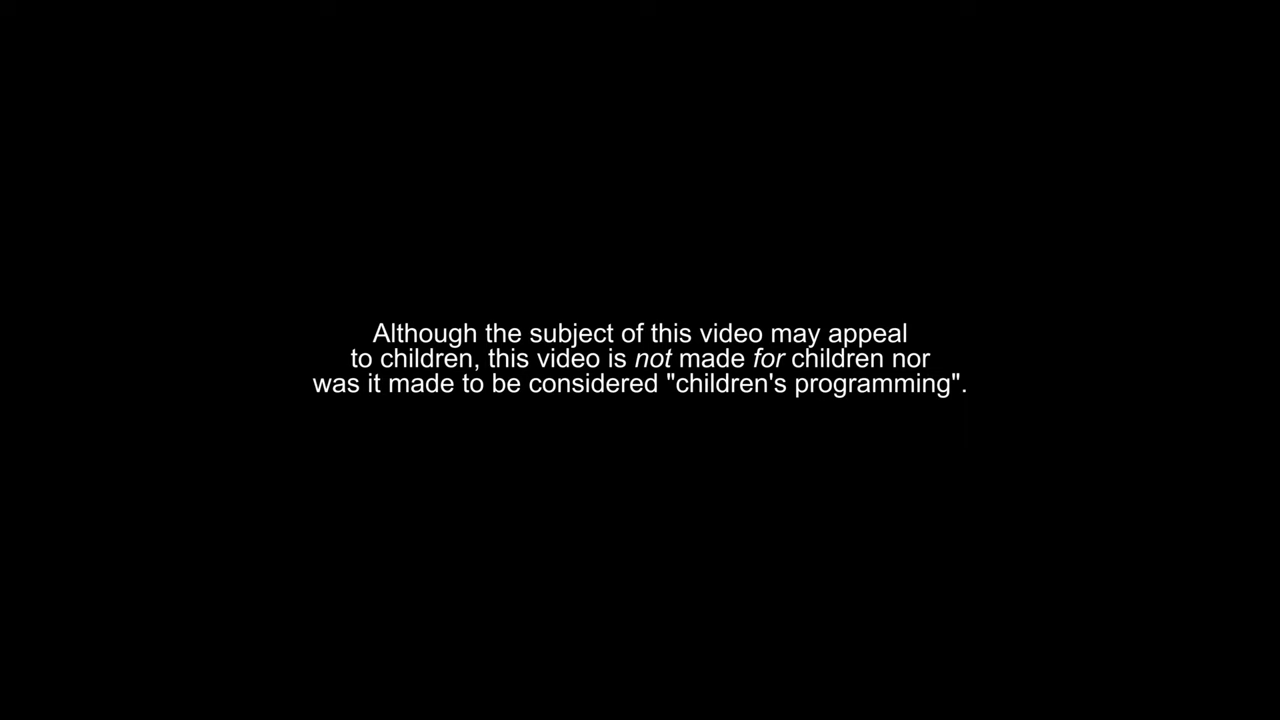 Although the subject of this video may appeal
to children, this video is not made for children nor
was it made to be considered "children's programming".